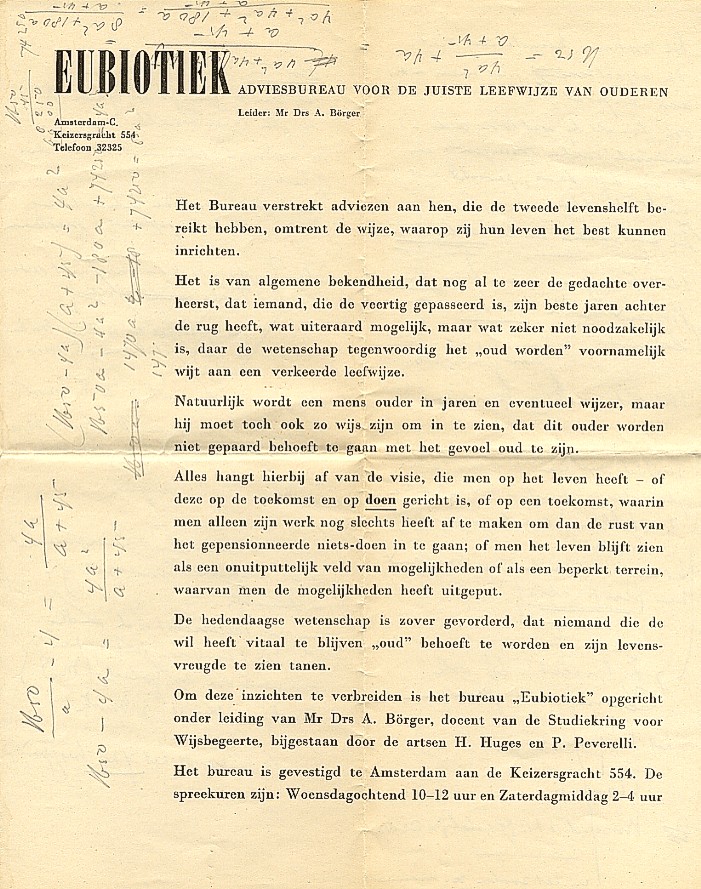 EUBIOTIEK ADVIESBUREAU VOOR DE JUISTE LEEFWIJZE VAN OUDEREN
Leider: Mr Drs A. Börger
Amsterdam-C.
Keizersgracht 554
Telefoon 32325
Het Bureau verstrekt adviezen aan hen, die de tweede levenshelft be-
reikt hebben, omtrent de wijze, waarop zij hun leven het best kunnen
inrichten.
Het is van algemene bekendheid, dat nog al te zeer de gedachte over-
heerst, dat iemand, die de veertig gepasseerd is, zijn beste jaren achter
de rug heeft, wat uiteraard mogelijk, maar wat zeker niet noodzakelijk
is, daar de wetenschap tegenwoordig het „oud worden” voornamelijk
wijt aan een verkeerde leefwijze.
Natuurlijk wordt een mens ouder in jaren en eventueel wijzer, maar
hij moet toch ook zo wijs zijn om in te zien, dat dit ouder worden
niet gepaard behoeft te gaan met het gevoel oud te zijn.
Alles hangt hierbij af van de visie, die men op het leven heeft – of
deze op de toekomst en op doen gericht is, of op een toekomst, waarin
men alleen zijn werk nog slechts heeft af te maken om dan de rust van
het gepensionneerde niets-doen in te gaan; of men het leven blijft zien
als een onuitputtelijk veld van mogelijkheden of als een beperkt terrein,
waarvan men de mogelijkheden heeft uitgeput.
De hedendaagse wetenschap is zover gevorderd, dat niemand die de
wil heeft vitaal te blijven „oud” behoeft te worden en zijn levens-
vreugde te zien tanen.
Om deze inzichten te verbreiden is het bureau „Eubiotiek” opgericht
onder leiding van Mr Drs A. Börger, docent van de Studiekring voor
Wijsbegeerte, bijgestaan door de artsen H. Huges en P. Peverelli.
Het bureau is gevestigd te Amsterdam aan de Keizersgracht 554. De
spreekuren zijn: Woensdagochtend 10–12 uur en Zaterdagmiddag 2–4 uur